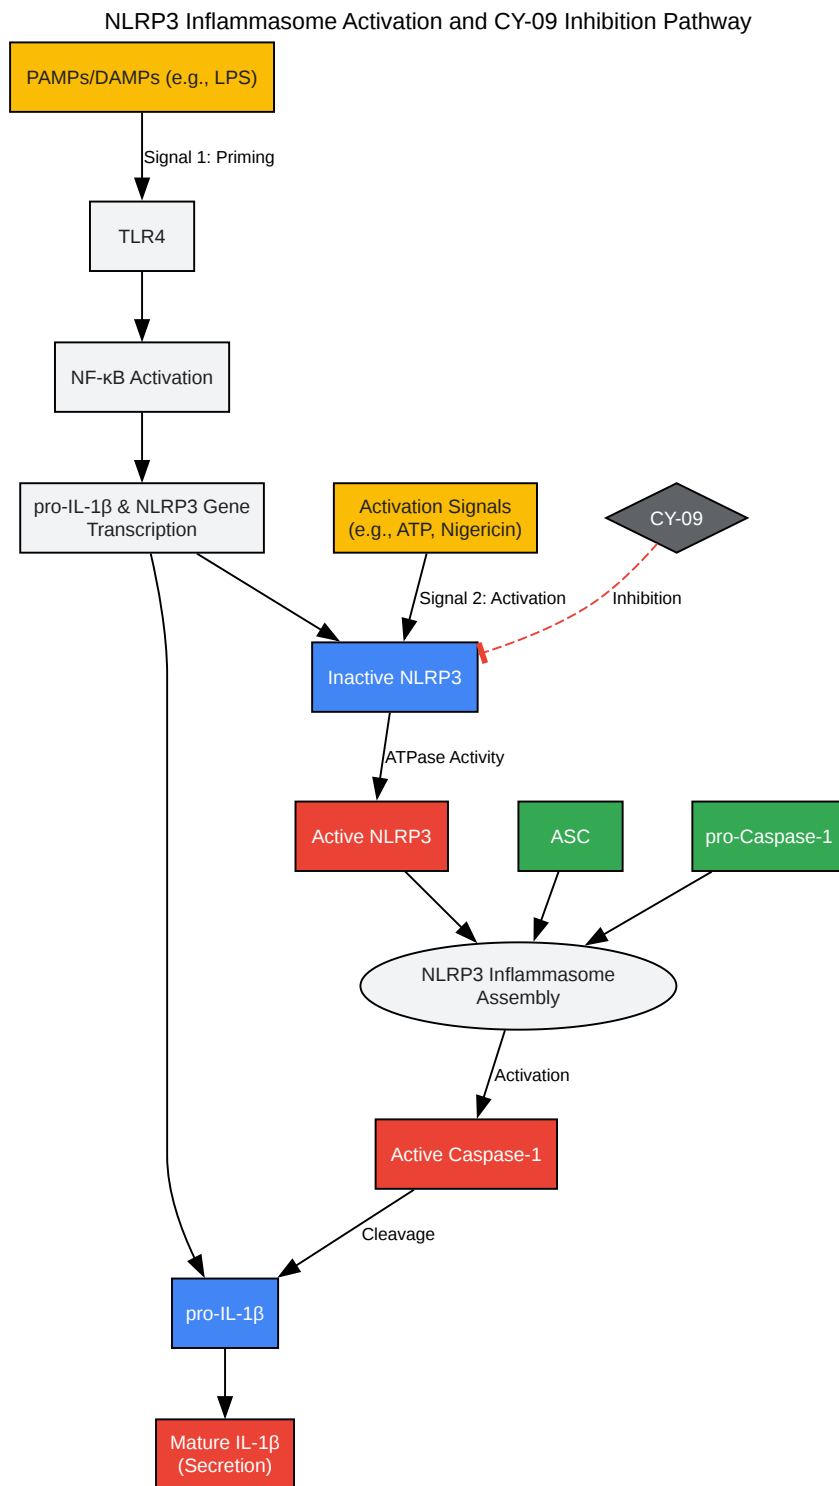 NLRP3 Inflammasome Activation and CY-09 Inhibition Pathway
PAMPs/DAMPs (e.g., LPS)
Signal 1: Priming
TLR4
NF-κB Activation
pro-IL-1β & NLRP3 Gene
Transcription
Activation Signals
(e.g., ATP, Nigericin)
CY-09
Signal 2: Activation
Inhibition
Inactive NLRP3
ATPase Activity
Active NLRP3
ASC
pro-Caspase-1
NLRP3 Inflammasome
Assembly
Activation
Active Caspase-1
Cleavage
pro-IL-1β
Mature IL-1β
(Secretion)